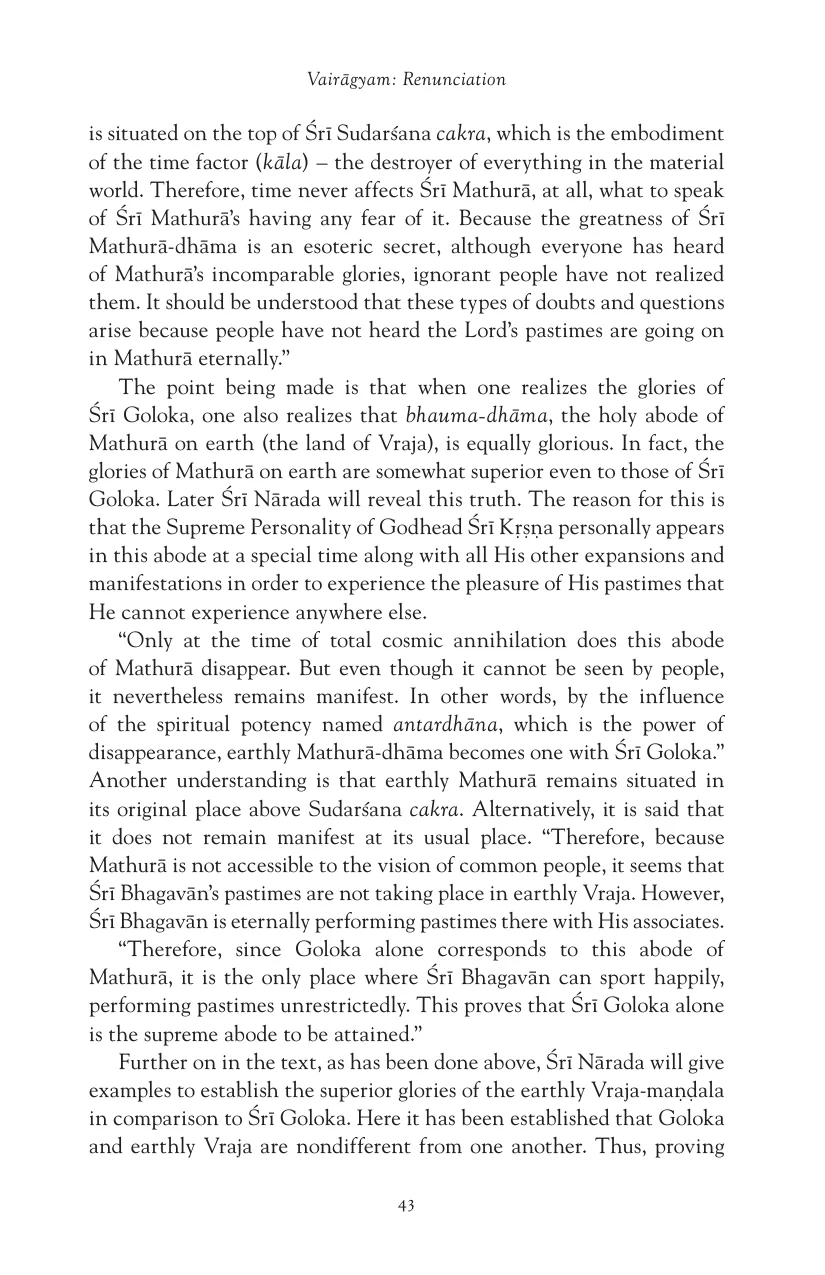 Vairāgyam: Renunciation
is situated on the top of Śrī Sudarśana cakra, which is the embodiment
of the time factor (kāla) – the destroyer of everything in the material
world. Therefore, time never affects Śrī Mathurā, at all, what to speak
of Śrī Mathurā’s having any fear of it. Because the greatness of Śrī
Mathurā-dhāma is an esoteric secret, although everyone has heard
of Mathurā’s incomparable glories, ignorant people have not realized
them. It should be understood that these types of doubts and questions
arise because people have not heard the Lord’s pastimes are going on
in Mathurā eternally.”
The point being made is that when one realizes the glories of
Śrī Goloka, one also realizes that bhauma-dhāma, the holy abode of
Mathurā on earth (the land of Vraja), is equally glorious. In fact, the
glories of Mathurā on earth are somewhat superior even to those of Śrī
Goloka. Later Śrī Nārada will reveal this truth. The reason for this is
that the Supreme Personality of Godhead Śrī Kṛṣṇa personally appears
in this abode at a special time along with all His other expansions and
manifestations in order to experience the pleasure of His pastimes that
He cannot experience anywhere else.
“Only at the time of total cosmic annihilation does this abode
of Mathurā disappear. But even though it cannot be seen by people,
it nevertheless remains manifest. In other words, by the influence
of the spiritual potency named antardhāna, which is the power of
disappearance, earthly Mathurā-dhāma becomes one with Śrī Goloka.”
Another understanding is that earthly Mathurā remains situated in
its original place above Sudarśana cakra. Alternatively, it is said that
it does not remain manifest at its usual place. “Therefore, because
Mathurā is not accessible to the vision of common people, it seems that
Śrī Bhagavān’s pastimes are not taking place in earthly Vraja. However,
Śrī Bhagavān is eternally performing pastimes there with His associates.
“Therefore, since Goloka alone corresponds to this abode of
Mathurā, it is the only place where Śrī Bhagavān can sport happily,
performing pastimes unrestrictedly. This proves that Śrī Goloka alone
is the supreme abode to be attained.”
Further on in the text, as has been done above, Śrī Nārada will give
examples to establish the superior glories of the earthly Vraja-maṇḍala
in comparison to Śrī Goloka. Here it has been established that Goloka
and earthly Vraja are nondifferent from one another. Thus, proving
43